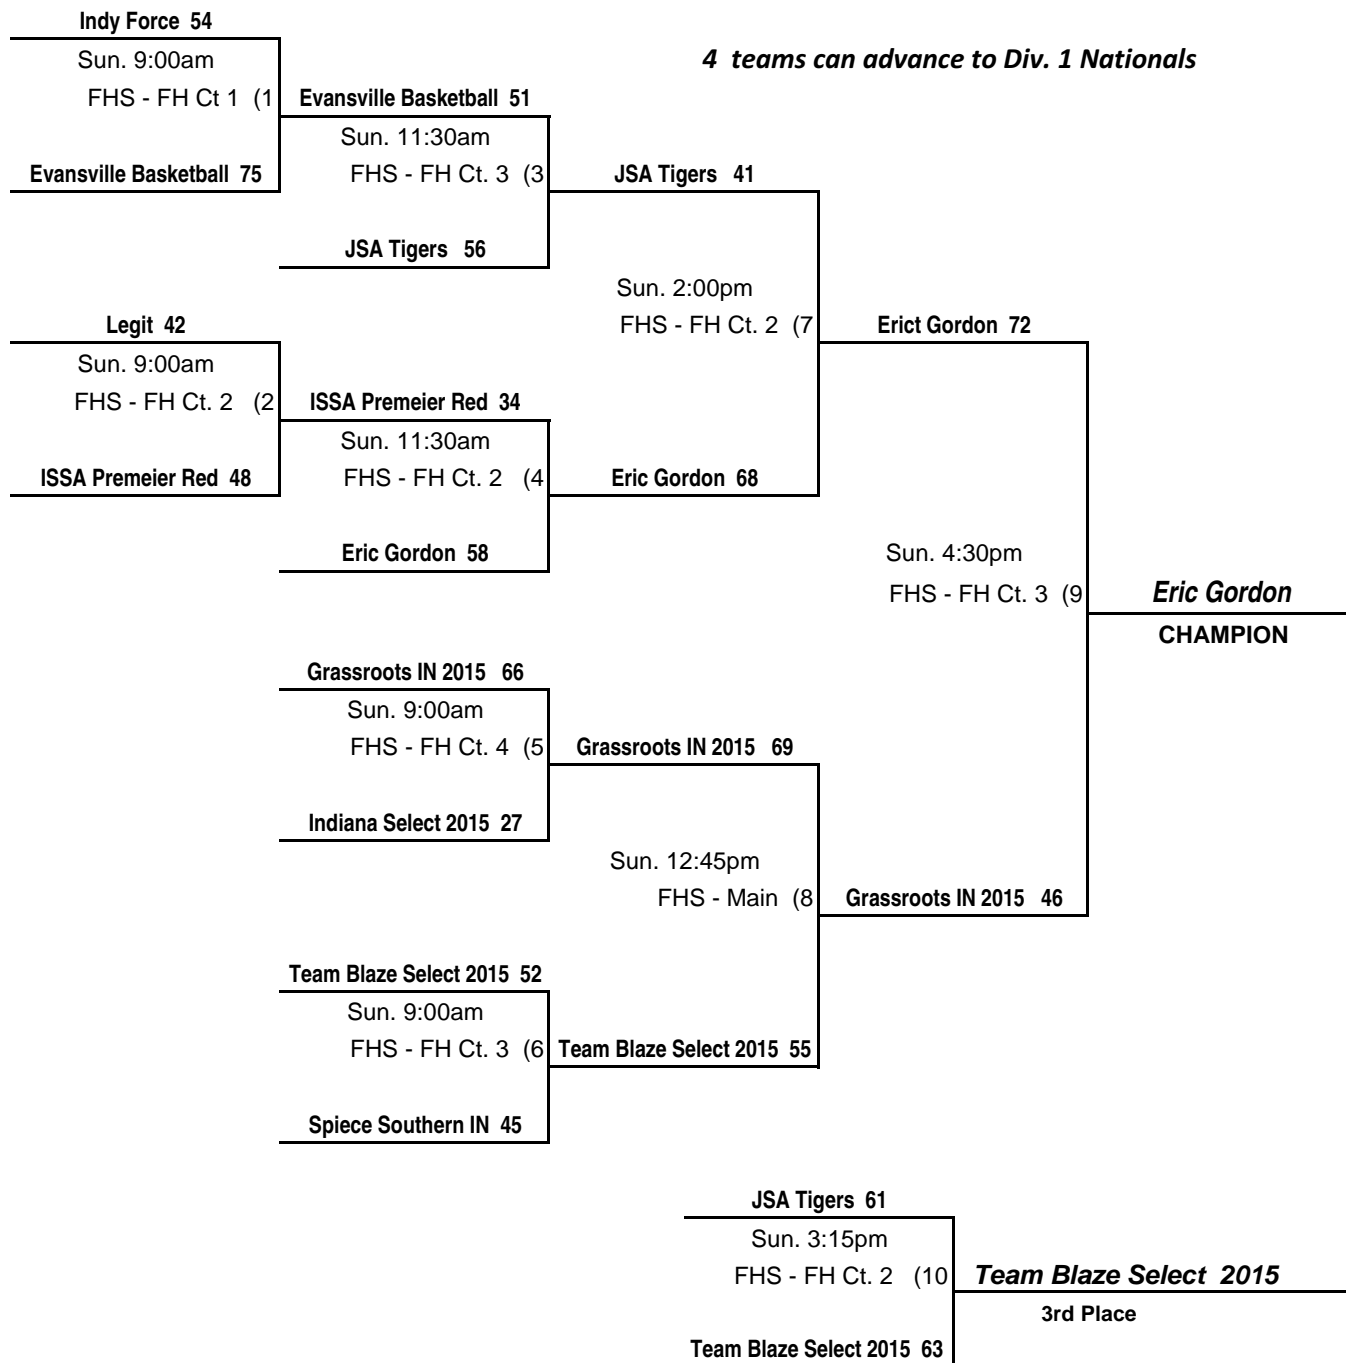 Indy Force  54
Sun. 9:00am
4  teams can advance to Div. 1 Nationals
FHS - FH Ct 1  (1
Evansville Basketball  51
Sun. 11:30am
Evansville Basketball  75
FHS - FH Ct. 3  (3
JSA Tigers   41
JSA Tigers   56
Sun. 2:00pm
Legit  42
FHS - FH Ct. 2  (7
Erict Gordon  72
Sun. 9:00am
FHS - FH Ct. 2   (2
ISSA Premeier Red  34
Sun. 11:30am
ISSA Premeier Red  48
FHS - FH Ct. 2   (4
Eric Gordon  68
Eric Gordon  58
Sun. 4:30pm
FHS - FH Ct. 3  (9
Eric Gordon
CHAMPION
Grassroots IN 2015   66
Sun. 9:00am
FHS - FH Ct. 4  (5
Grassroots IN 2015   69
Indiana Select 2015  27
Sun. 12:45pm
FHS - Main  (8
Grassroots IN 2015   46
Team Blaze Select 2015  52
Sun. 9:00am
FHS - FH Ct. 3  (6
Team Blaze Select 2015  55
Spiece Southern IN  45
JSA Tigers  61
Sun. 3:15pm
FHS - FH Ct. 2   (10
Team Blaze Select  2015
3rd Place
Team Blaze Select 2015  63